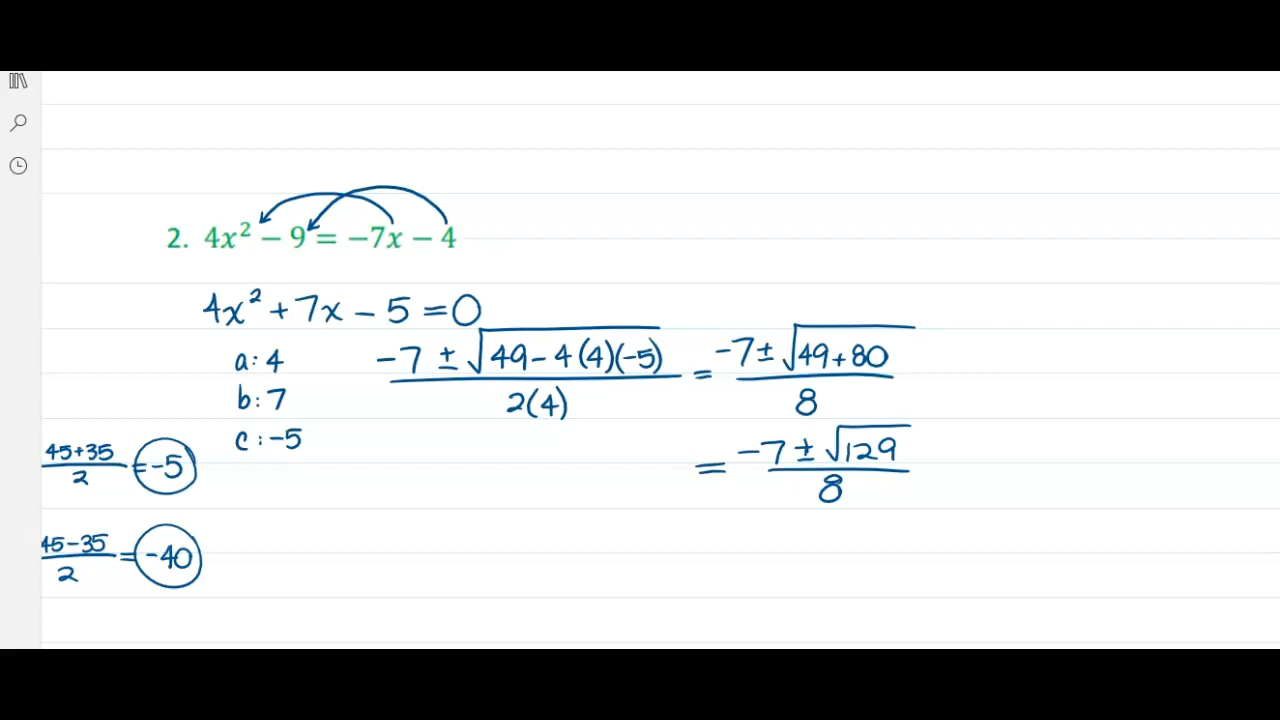 2. 4x² − 9 = −7x − 4
4x² + 7x − 5 = 0
a: 4
b: 7
c: -5
(-7 ± √(49 − 4(4)(-5))) / 2(4) = (-7 ± √(49 + 80)) / 8
= (-7 ± √129) / 8
45+35 / 2 = -5
45-35 / 2 = -40